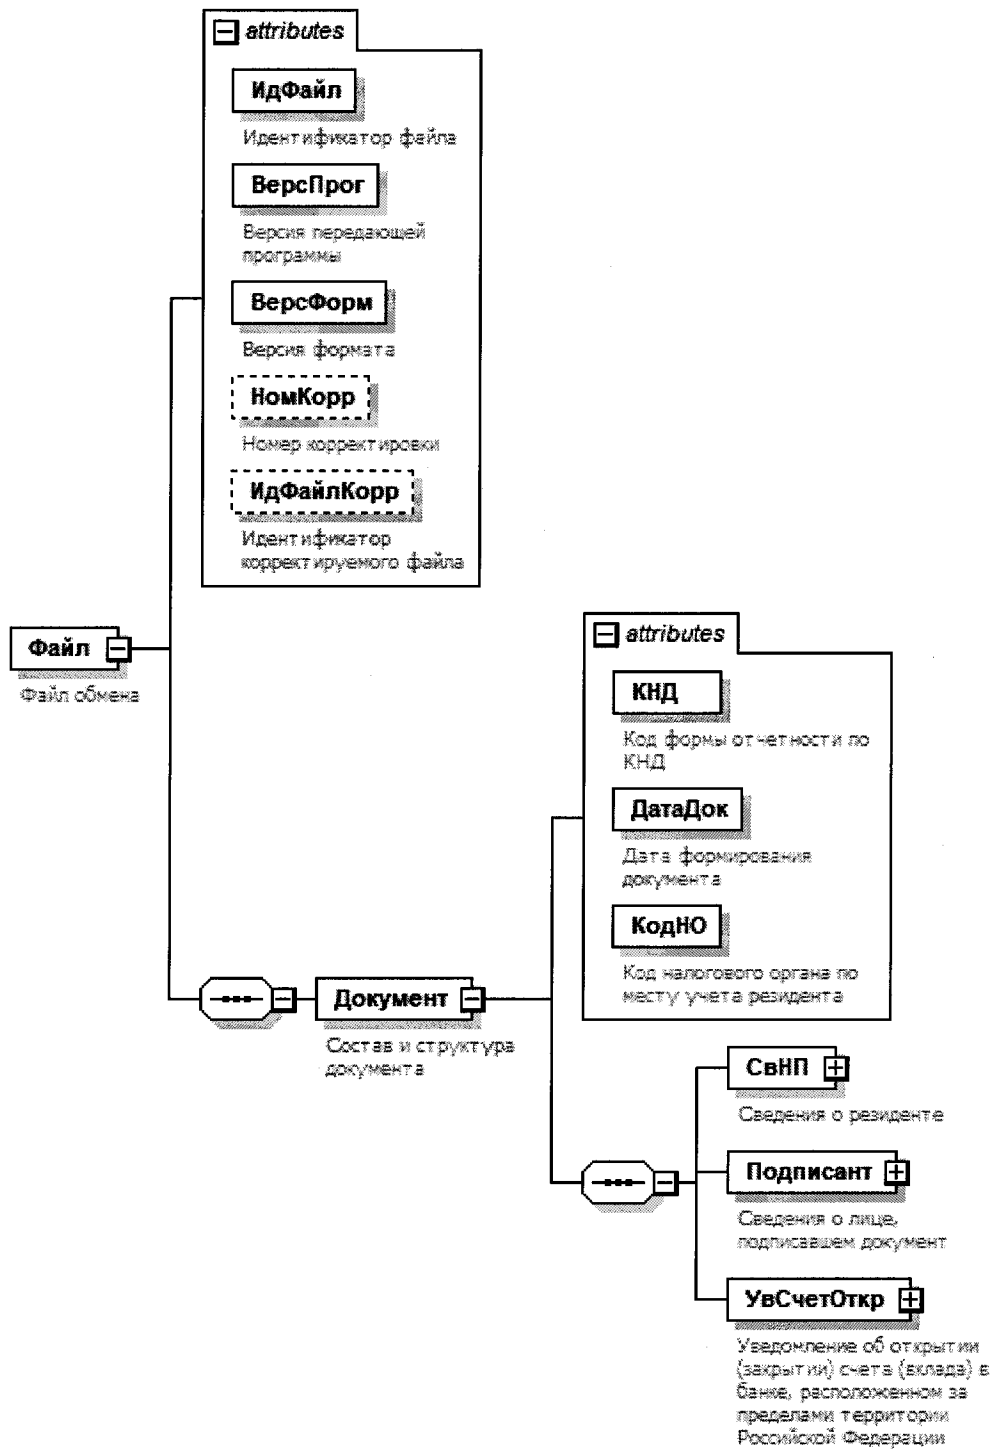 attributes
ИдФайл
Идентификатор файла
ВерсПрог
Версия передающей
программы
ВерсФорм
Версия формата
НомКорр
Номер корректировки
ИдФайлКорр
Идентификатор
корректируемого файла
Файл
Файл обмена
attributes
КНД
Код формы отчетности по
КНД
ДатаДок
Дата формирования
документа
КодНО
Код налогового органа по
месту учета резидента
Документ
Состав и структура
документа
СвНП
Сведения о резиденте
Подписант
Сведения о лице,
подписавшем документ
УвСчетОткр
Уведомление об открытии
(закрытии) счета (вклада) в
банке, расположенном за
пределами территории
Российской Федерации